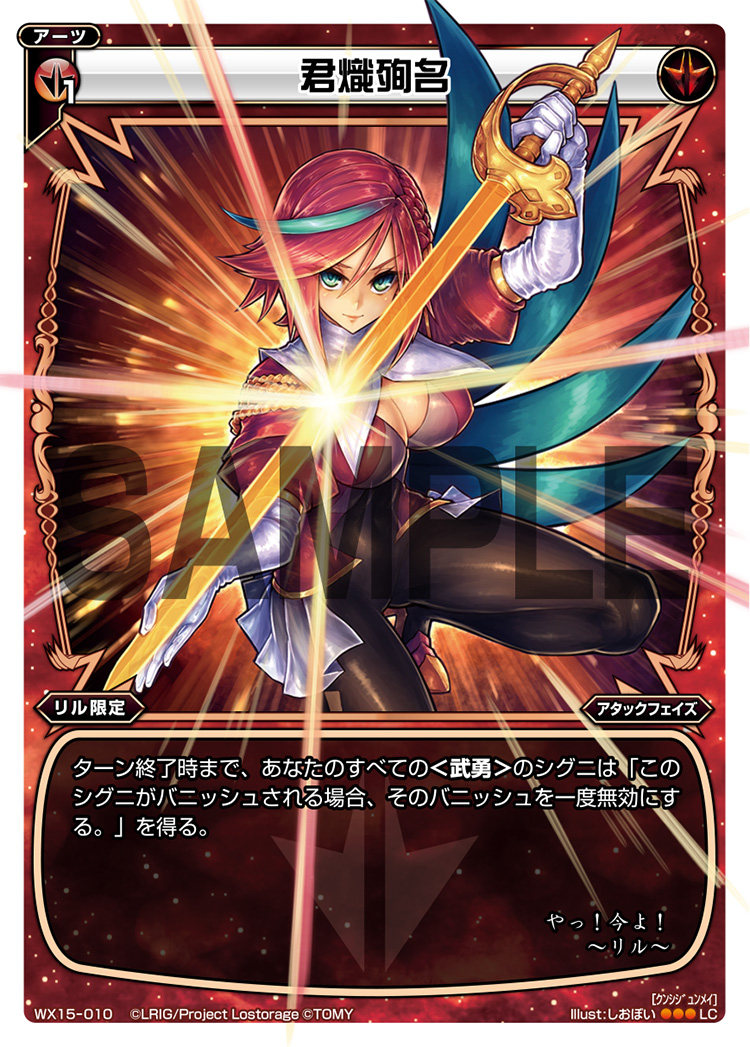 アーツ
1
君熾殉名
SAMPLE
リル限定
アタックフェイズ
ターン終了時まで、あなたのすべての<武勇>のシグニは「この
シグニがバニッシュされる場合、そのバニッシュを一度無効にす
る。」を得る。
やっ！今よ！
～リル～
[クンシジュンメイ]
WX15-010 ©LRIG/Project Lostorage ©TOMY Illust:しおぼい LC